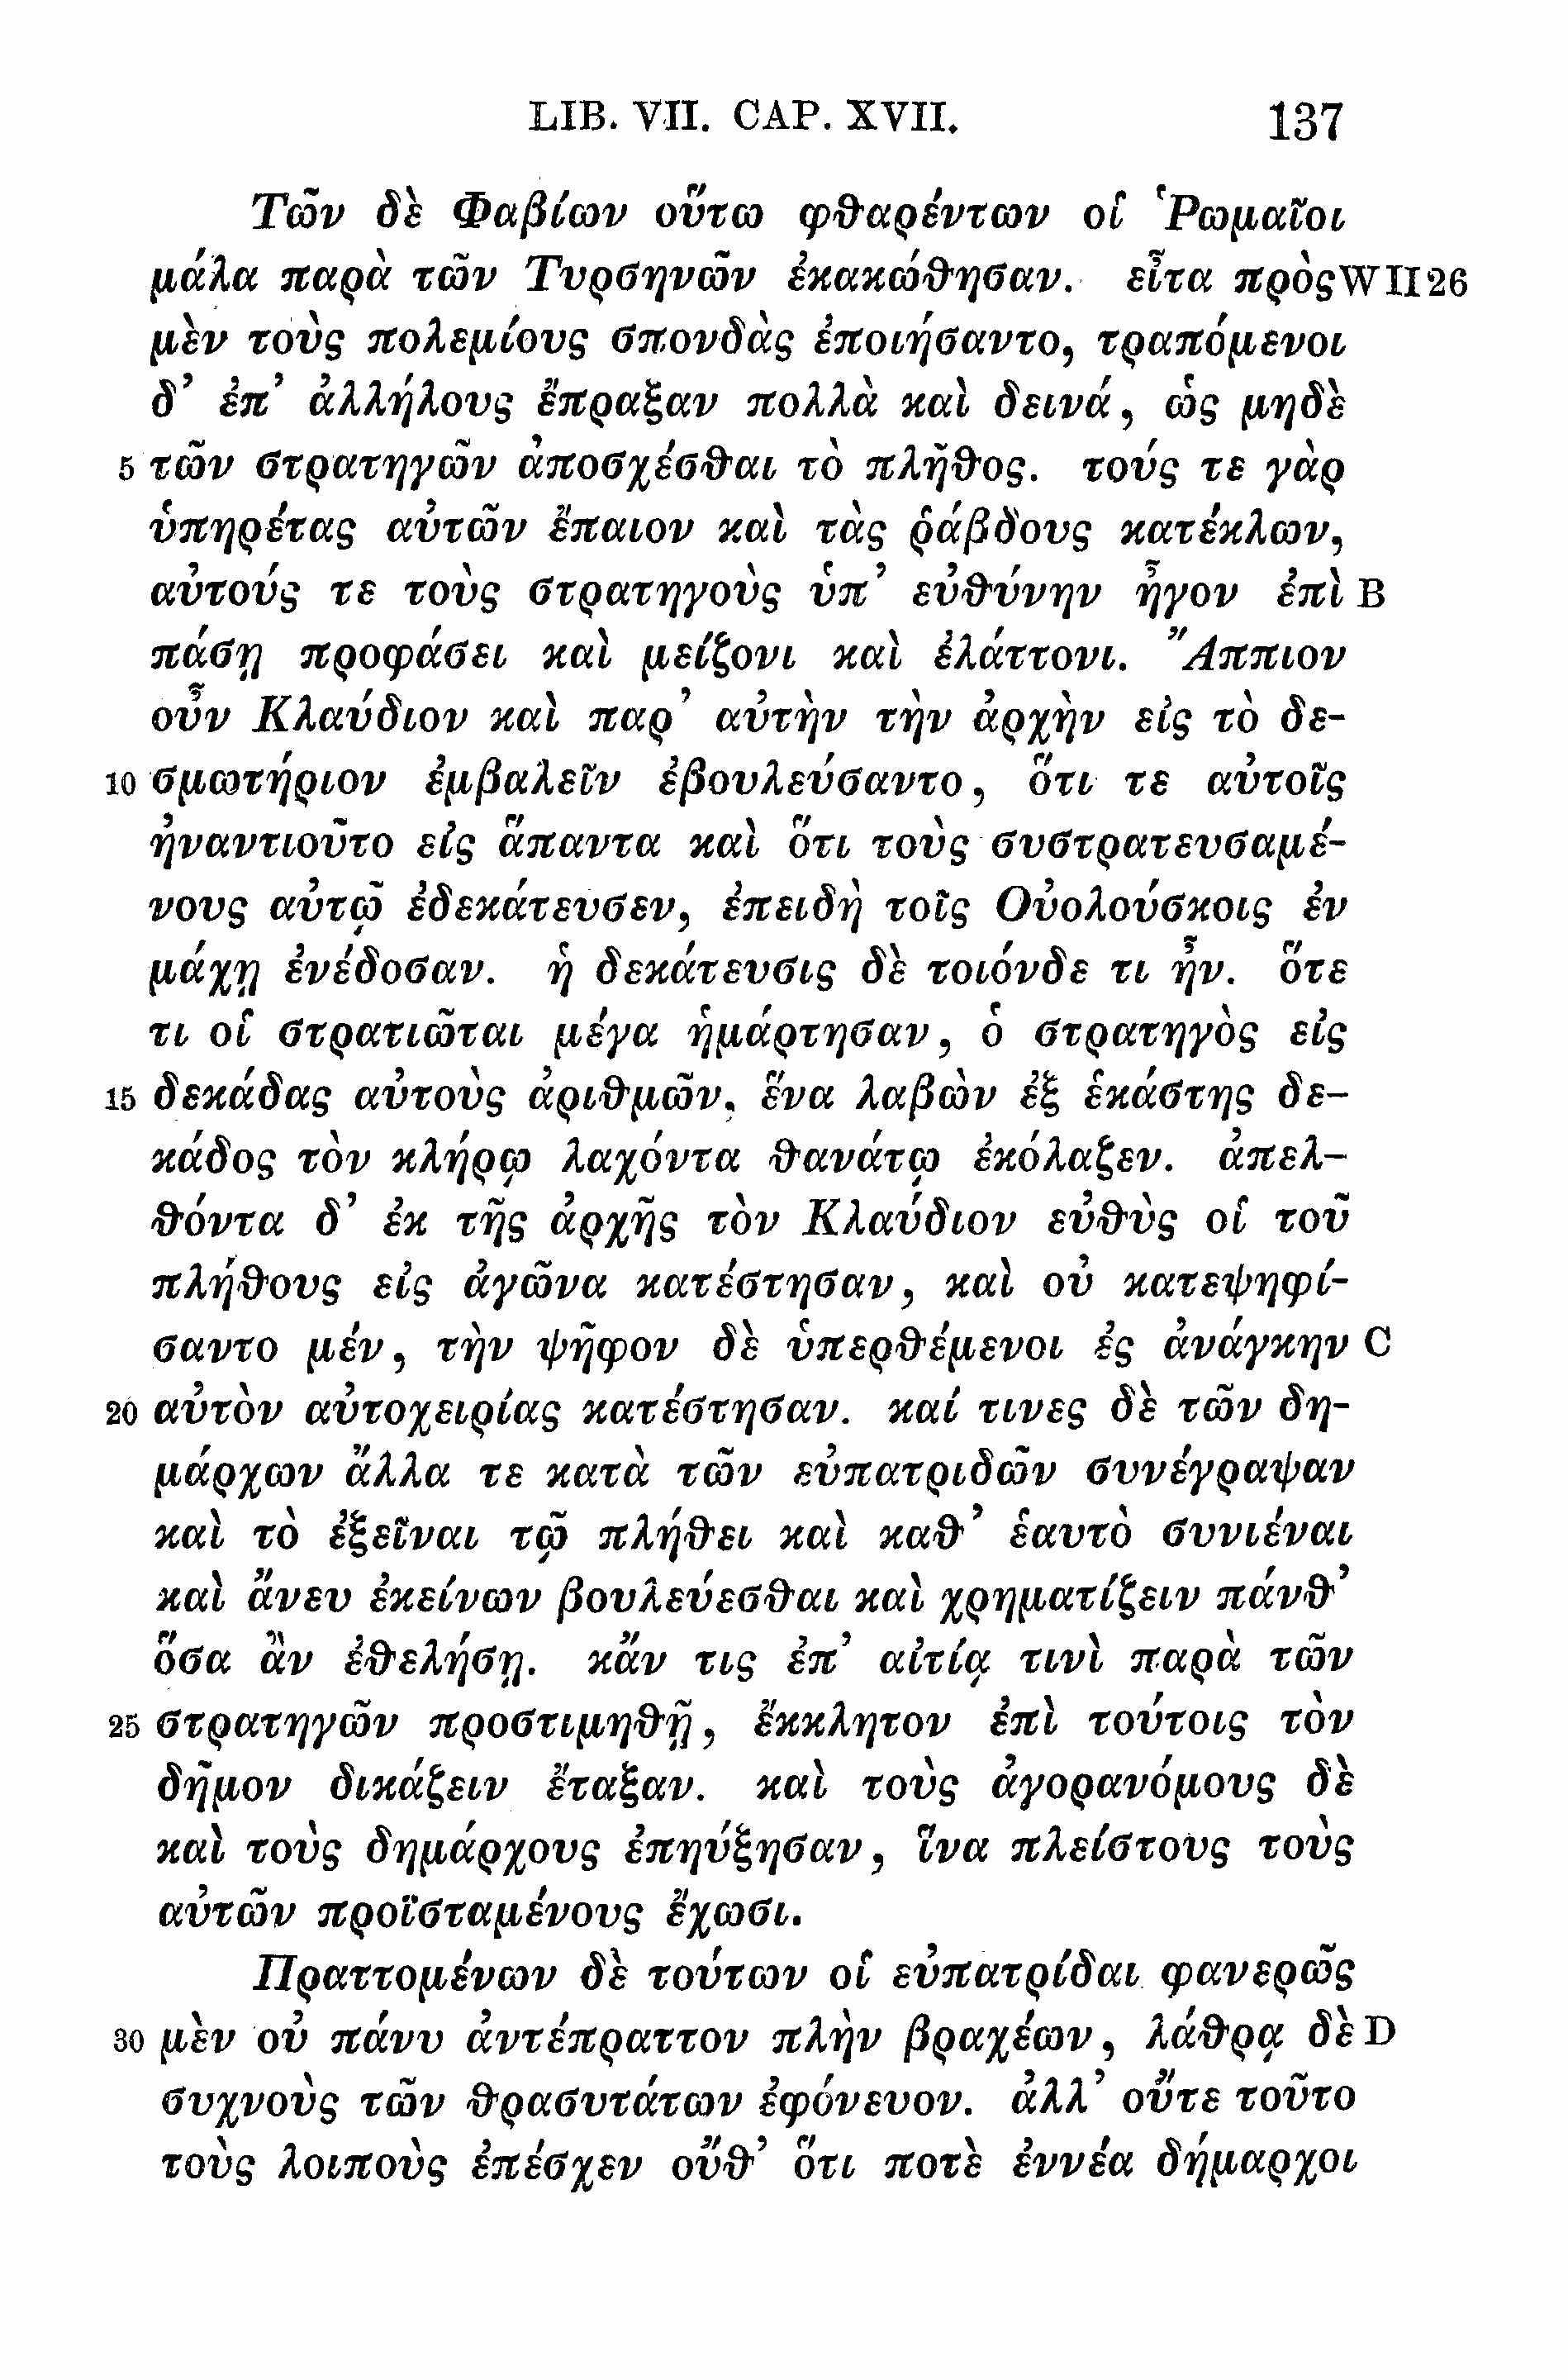 LIB. VII. CAP. XVII. 137
Τῶν δὲ Φαβίων οὕτω φθαρέντων οἱ Ῥωμαῖοι
μάλα παρὰ τῶν Τυρσηνῶν ἐκακώθησαν. εἶτα πρὸς W II 26
μὲν τοὺς πολεμίους σπονδὰς ἐποιήσαντο, τραπόμενοι
δ’ ἐπ’ ἀλλήλους ἔπραξαν πολλὰ καὶ δεινά, ὡς μηδὲ
5 τῶν στρατηγῶν ἀποσχέσθαι τὸ πλῆθος. τούς τε γὰρ
ὑπηρέτας αὐτῶν ἔπαιον καὶ τὰς ῥάβδους κατέκλων,
αὐτούς τε τοὺς στρατηγοὺς ὑπ’ εὐθύνην ἦγον ἐπὶ B
πάσῃ προφάσει καὶ μείζονι καὶ ἐλάττονι. Ἄππιον
οὖν Κλαύδιον καὶ παρ’ αὐτὴν τὴν ἀρχὴν εἰς τὸ δε-
10 σμωτήριον ἐμβαλεῖν ἐβουλεύσαντο, ὅτι τε αὐτοῖς
ἠναντιοῦτο εἰς ἅπαντα καὶ ὅτι τοὺς συστρατευσαμέ-
νους αὐτῷ ἐδεκάτευσεν, ἐπειδὴ τοῖς Οὐολούσκοις ἐν
μάχῃ ἐνέδοσαν. ἡ δεκάτευσις δὲ τοιόνδε τι ἦν. ὅτε
τι οἱ στρατιῶται μέγα ἡμάρτησαν, ὁ στρατηγὸς εἰς
15 δεκάδας αὐτοὺς ἀριθμῶν, ἕνα λαβὼν ἐξ ἑκάστης δε-
κάδος τὸν κλήρῳ λαχόντα θανάτῳ ἐκόλαζεν. ἀπελ-
θόντα δ’ ἐκ τῆς ἀρχῆς τὸν Κλαύδιον εὐθὺς οἱ τοῦ
πλήθους εἰς ἀγῶνα κατέστησαν, καὶ οὐ κατεψηφί-
σαντο μέν, τὴν ψῆφον δὲ ὑπερθέμενοι ἐς ἀνάγκην C
20 αὐτὸν αὐτοχειρίας κατέστησαν. καί τινες δὲ τῶν δη-
μάρχων ἄλλα τε κατὰ τῶν εὐπατριδῶν συνέγραψαν
καὶ τὸ ἐξεῖναι τῷ πλήθει καὶ καθ’ ἑαυτὸ συνιέναι
καὶ ἄνευ ἐκείνων βουλεύεσθαι καὶ χρηματίζειν πάνθ’
ὅσα ἂν ἐθελήσῃ. κἄν τις ἐπ’ αἰτίᾳ τινὶ παρὰ τῶν
25 στρατηγῶν προστιμηθῇ, ἔκκλητον ἐπὶ τούτοις τὸν
δῆμον δικάζειν ἔταξαν. καὶ τοὺς ἀγορανόμους δὲ
καὶ τοὺς δημάρχους ἐπηύξησαν, ἵνα πλείστους τοὺς
αὐτῶν προϊσταμένους ἔχωσι.
Πραττομένων δὲ τούτων οἱ εὐπατρίδαι φανερῶς
30 μὲν οὐ πάνυ ἀντέπραττον πλὴν βραχέων, λάθρᾳ δὲ D
συχνοὺς τῶν θρασυτάτων ἐφόνευον. ἀλλ’ οὔτε τοῦτο
τοὺς λοιποὺς ἐπέσχεν οὔθ’ ὅτι ποτὲ ἐννέα δήμαρχοι